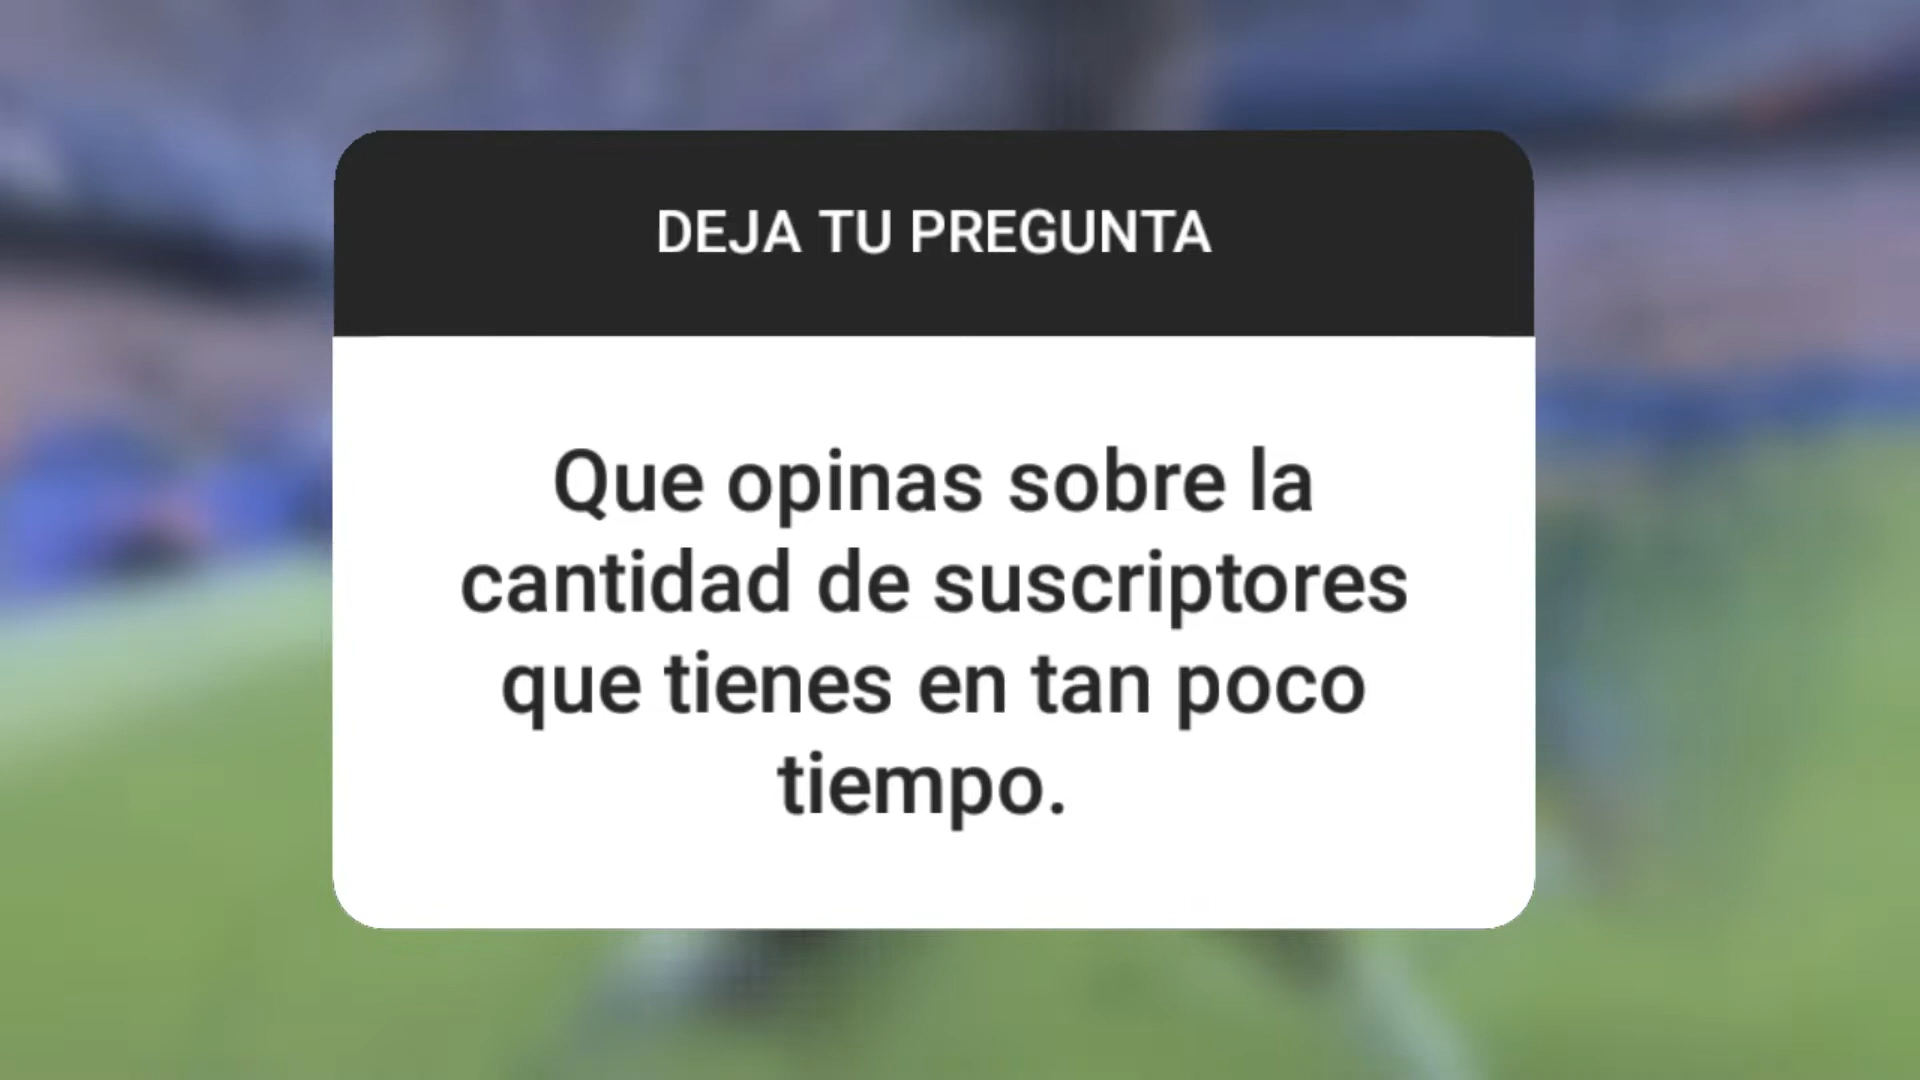 DEJA TU PREGUNTA
Que opinas sobre la
cantidad de suscriptores
que tienes en tan poco
tiempo.